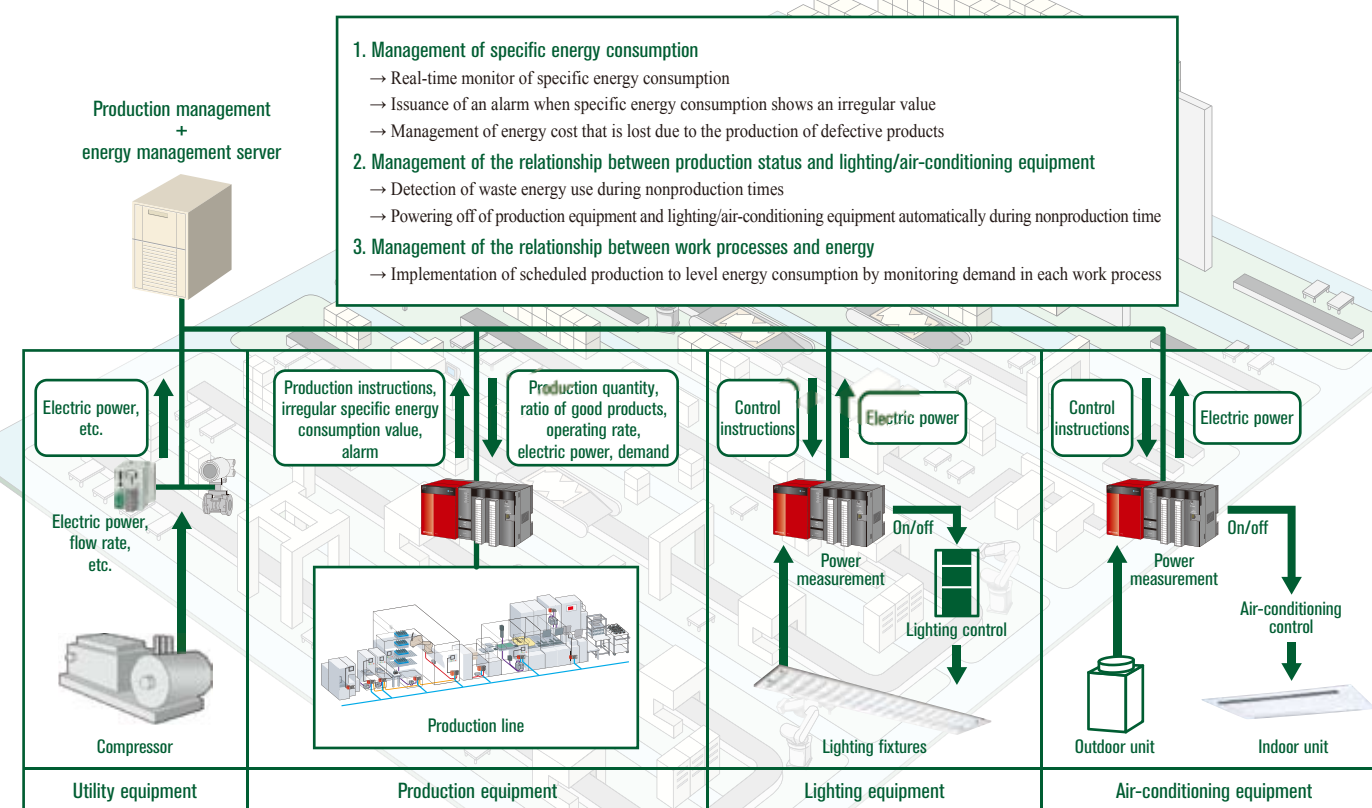 1. Management of specific energy consumption
→ Real-time monitor of specific energy consumption
→ Issuance of an alarm when specific energy consumption shows an irregular value
→ Management of energy cost that is lost due to the production of defective products
2. Management of the relationship between production status and lighting/air-conditioning equipment
→ Detection of waste energy use during nonproduction times
→ Powering off of production equipment and lighting/air-conditioning equipment automatically during nonproduction time
3. Management of the relationship between work processes and energy
→ Implementation of scheduled production to level energy consumption by monitoring demand in each work process
Production management
+
energy management server
Electric power,
etc.
Electric power,
flow rate,
etc.
Compressor
Utility equipment
Production instructions,
irregular specific energy
consumption value,
alarm
Production quantity,
ratio of good products,
operating rate,
electric power, demand
Production line
Production equipment
Control
instructions
Electric power
On/off
Power
measurement
Lighting control
Lighting fixtures
Lighting equipment
Control
instructions
Electric power
On/off
Power
measurement
Air-conditioning
control
Outdoor unit
Indoor unit
Air-conditioning equipment